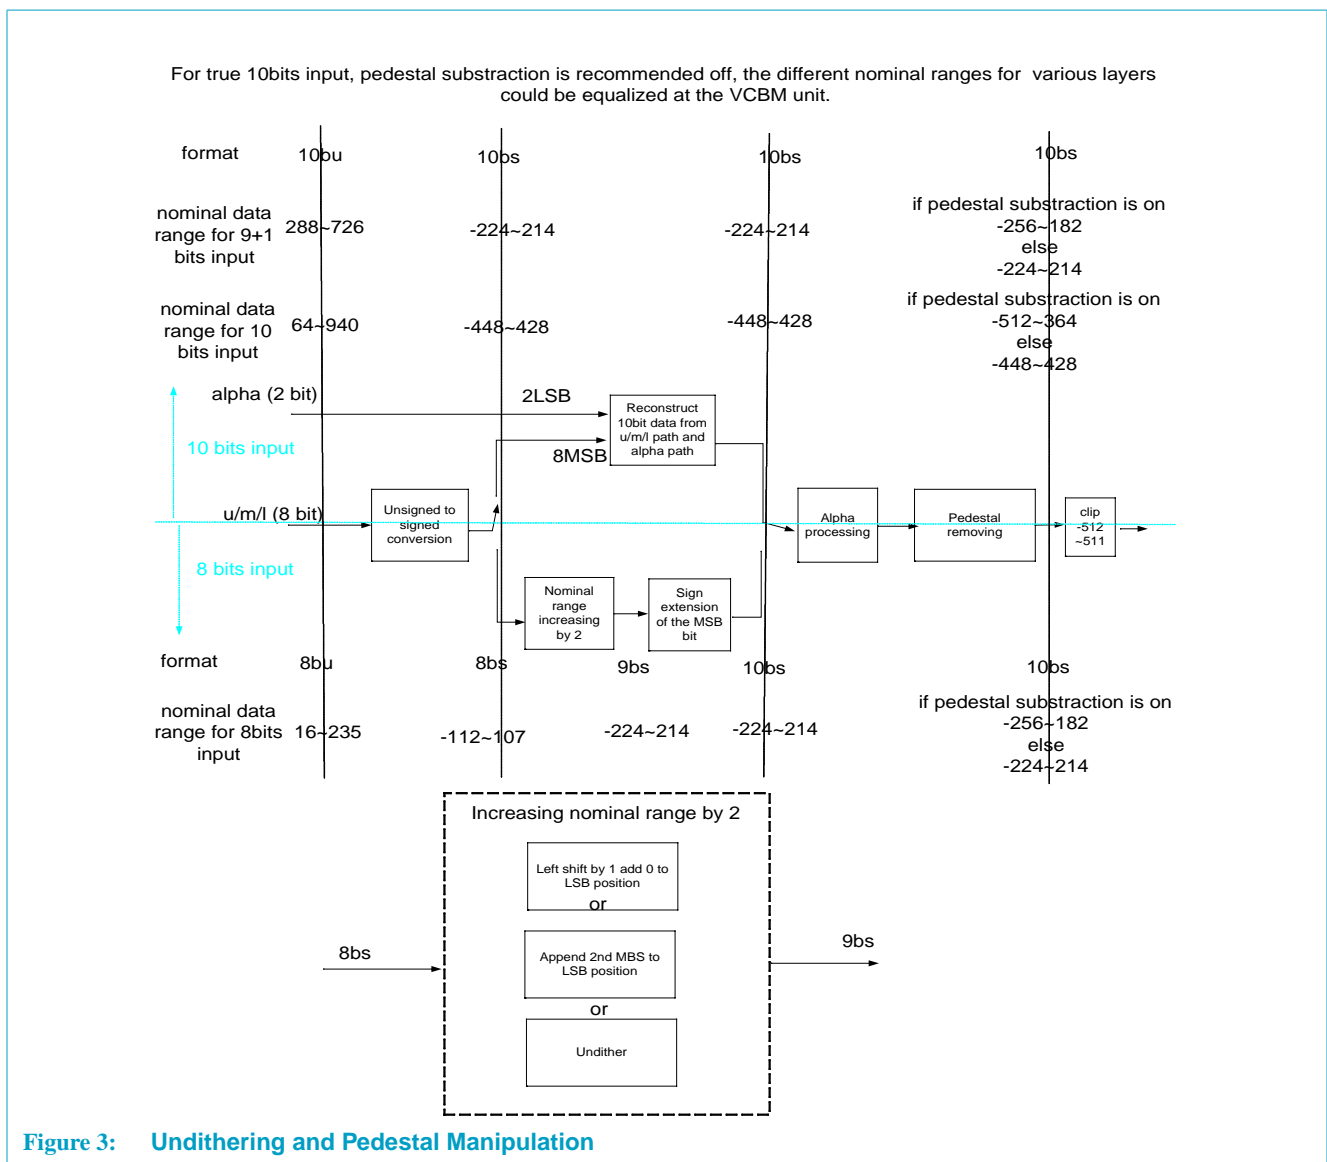 For true 10bits input, pedestal substraction is recommended off, the different nominal ranges for various layers
could be equalized at the VCBM unit.
format
10bu
10bs
10bs
10bs
nominal data
range for 9+1
bits input
288~726
-224~214
-224~214
if pedestal substraction is on
-256~182
else
-224~214
nominal data
range for 10
bits input
64~940
-448~428
-448~428
if pedestal substraction is on
-512~364
else
-448~428
alpha (2 bit)
2LSB
Reconstruct
10bit data from
u/m/l path and
alpha path
10 bits input
8MSB
u/m/l (8 bit)
Unsigned to
signed
conversion
Alpha
processing
Pedestal
removing
clip
-512
~511
8 bits input
Nominal
range
increasing
by 2
Sign
extension
of the MSB
bit
format
8bu
8bs
9bs
10bs
10bs
nominal data
range for 8bits
input
16~235
-112~107
-224~214
-224~214
if pedestal substraction is on
-256~182
else
-224~214
Increasing nominal range by 2
Left shift by 1 add 0 to
LSB position
or
8bs
Append 2nd MBS to
LSB position
9bs
or
Undither
Figure 3: Undithering and Pedestal Manipulation